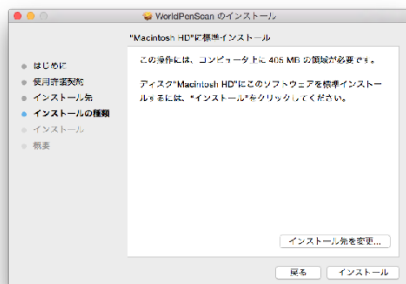 WorldPenScan のインストール
"Macintosh HD"に標準インストール
はじめに
使用許諾契約
インストール先
インストールの種類
インストール
概要
この操作には、コンピュータ上に 405 MB の領域が必要です。
ディスク"Macintosh HD"にこのソフトウェアを標準インストー
ルするには、"インストール"をクリックしてください。
インストール先を変更...
戻る
インストール